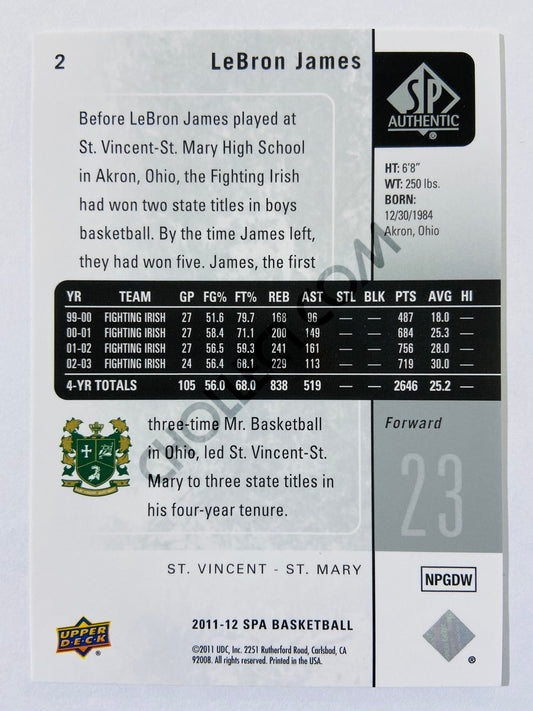 2
LeBron James
SP
AUTHENTIC
®
HT: 6'8"
WT: 250 lbs.
BORN:
12/30/1984
Akron, Ohio
Before LeBron James played at
St. Vincent-St. Mary High School
in Akron, Ohio, the Fighting Irish
had won two state titles in boys
basketball. By the time James left,
they had won five. James, the first
YR TEAM GP FG% FT% REB AST STL BLK PTS AVG HI
99-00 FIGHTING IRISH 27 51.6 79.7 168 96 — — 487 18.0 —
00-01 FIGHTING IRISH 27 58.4 71.1 200 149 — — 684 25.3 —
01-02 FIGHTING IRISH 27 56.5 59.3 241 161 — — 756 28.0 —
02-03 FIGHTING IRISH 24 56.4 68.1 229 113 — — 719 30.0 —
4-YR TOTALS 105 56.0 68.0 838 519 — — 2646 25.2 —
three-time Mr. Basketball
in Ohio, led St. Vincent-St.
Mary to three state titles in
his four-year tenure.
Forward
23
ST. VINCENT - ST. MARY
NPGDW
UPPER
DECK
®
2011-12 SPA BASKETBALL
©2011 UDC, Inc. 2251 Rutherford Road, Carlsbad, CA
92008. All rights reserved. Printed in the USA.
®
CHOLLECT.COM